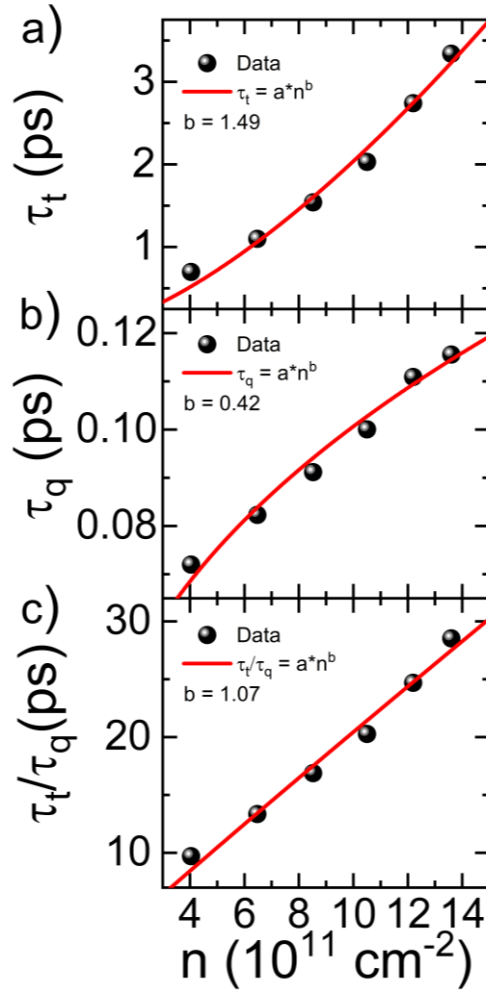 a)
τt (ps)
3
2
1
Data
τt = a*n^b
b = 1.49
b)
τq (ps)
0.12
0.10
0.08
Data
τq = a*n^b
b = 0.42
c)
τt/τq(ps)
30
20
10
Data
τt/τq = a*n^b
b = 1.07
4 6 8 10 12 14
n (10^11 cm^-2)